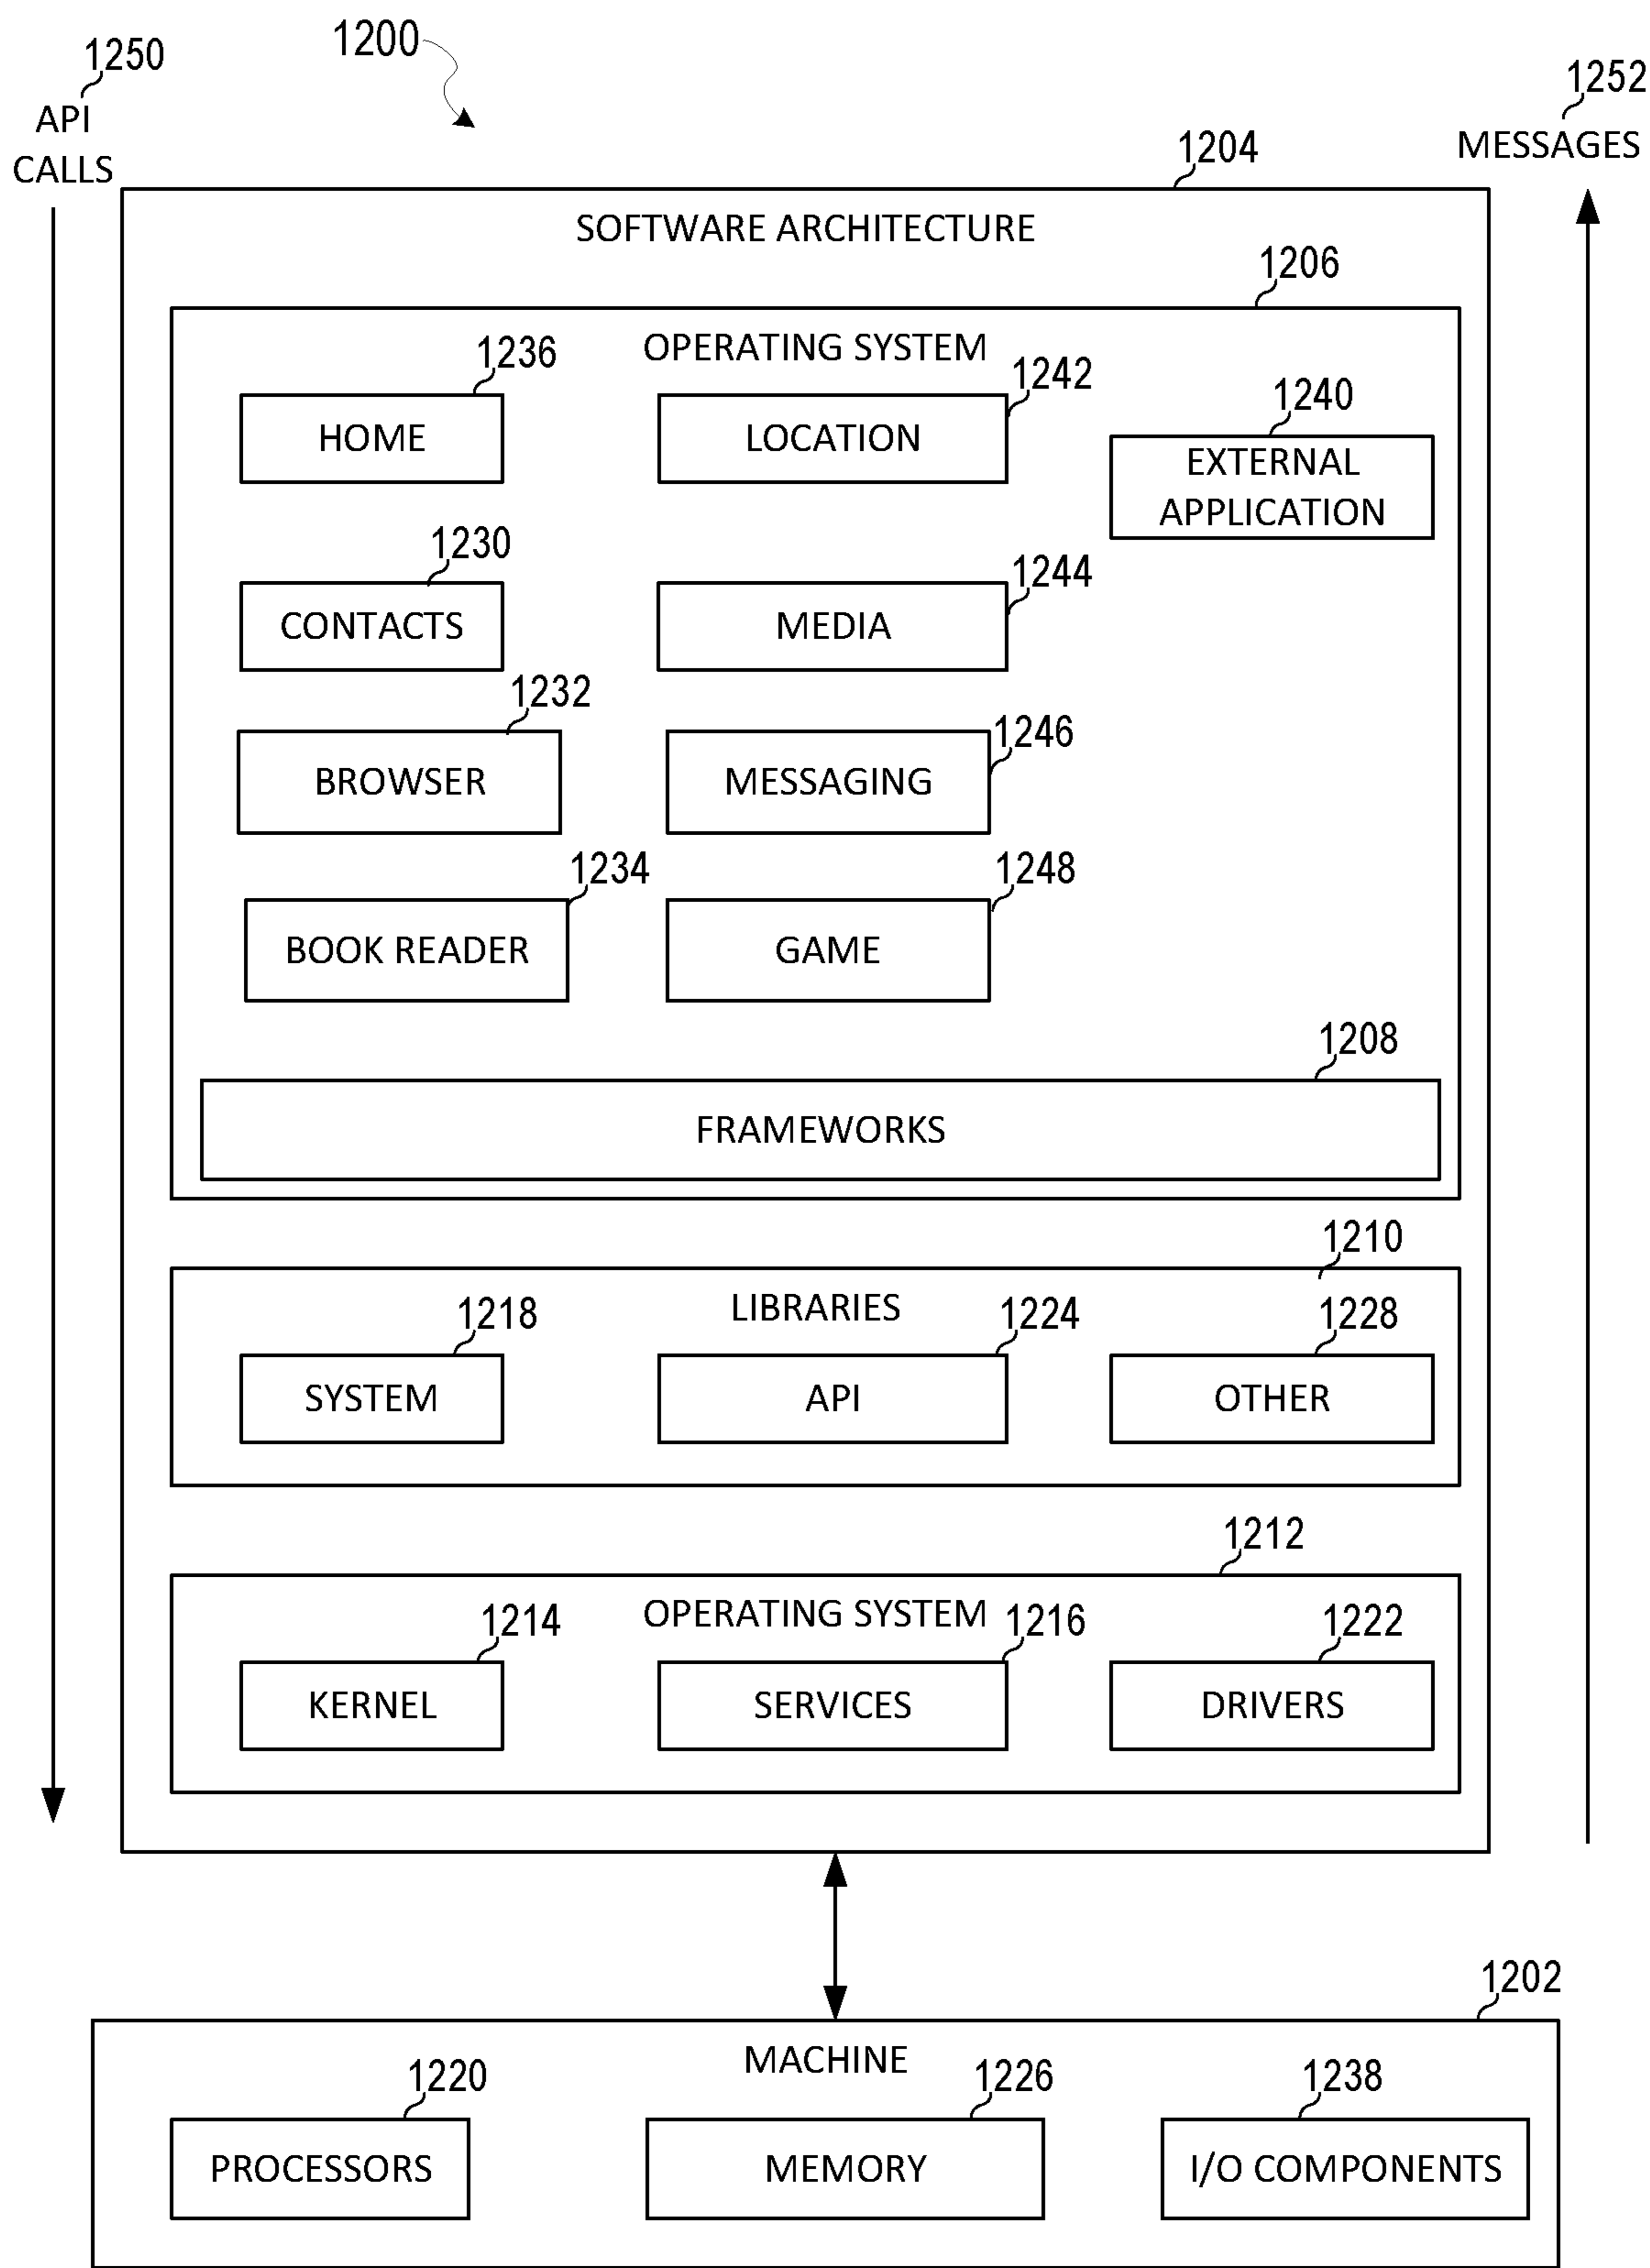 1250
1200
1252
API
CALLS
MESSAGES
1204
SOFTWARE ARCHITECTURE
1206
OPERATING SYSTEM
1236
1242
1240
HOME
LOCATION
EXTERNAL
APPLICATION
1230
1244
CONTACTS
MEDIA
1232
1246
BROWSER
MESSAGING
1234
1248
BOOK READER
GAME
1208
FRAMEWORKS
1210
LIBRARIES
1218
1224
1228
SYSTEM
API
OTHER
1212
OPERATING SYSTEM
1214
1216
1222
KERNEL
SERVICES
DRIVERS
1202
MACHINE
1220
1226
1238
PROCESSORS
MEMORY
I/O COMPONENTS